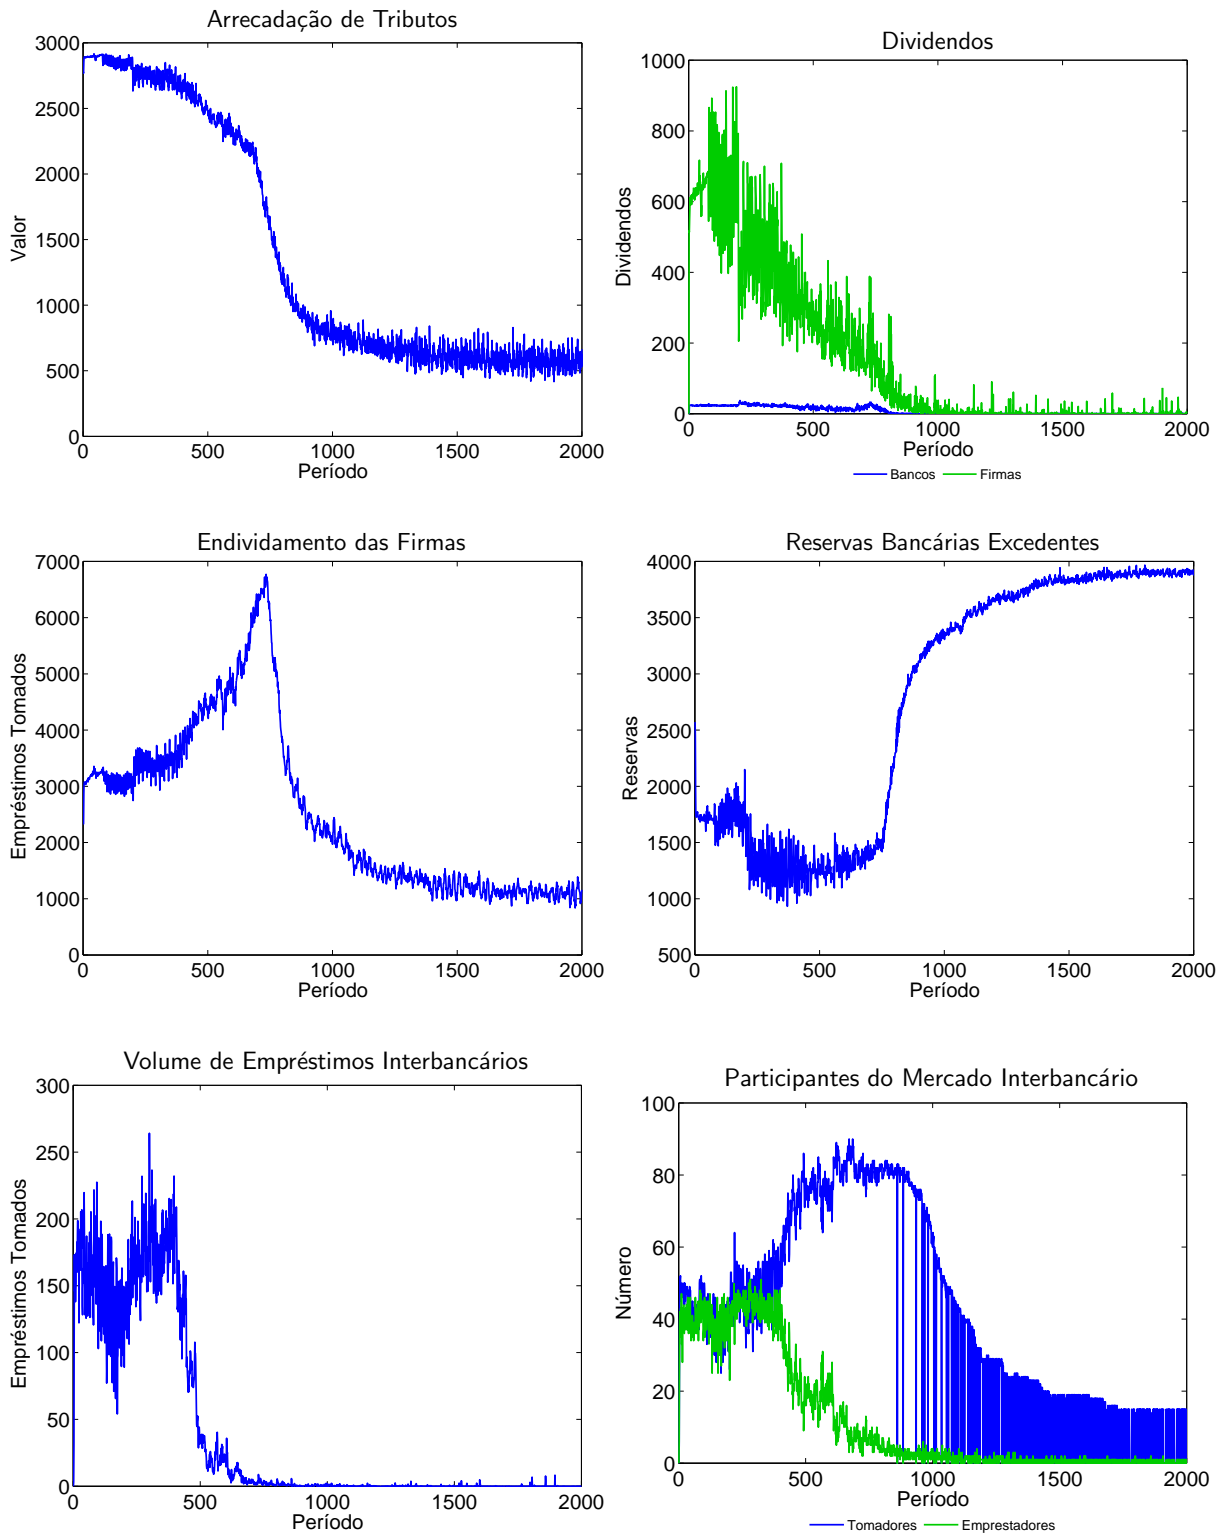 Arrecadação de Tributos
3000
2500
2000
1500
1000
500
0
Valor
0 500 1000 1500 2000
Período
Dividendos
1000
800
600
400
200
0
Dividendos
0 500 1000 1500 2000
Período
Bancos Firmas
Endividamento das Firmas
7000
6000
5000
4000
3000
2000
1000
0
Empréstimos Tomados
0 500 1000 1500 2000
Período
Reservas Bancárias Excedentes
4000
3500
3000
2500
2000
1500
1000
500
Reservas
0 500 1000 1500 2000
Período
Volume de Empréstimos Interbancários
300
250
200
150
100
50
0
Empréstimos Tomados
0 500 1000 1500 2000
Período
Participantes do Mercado Interbancário
100
80
60
40
20
0
Número
0 500 1000 1500 2000
Período
Tomadores Emprestadores